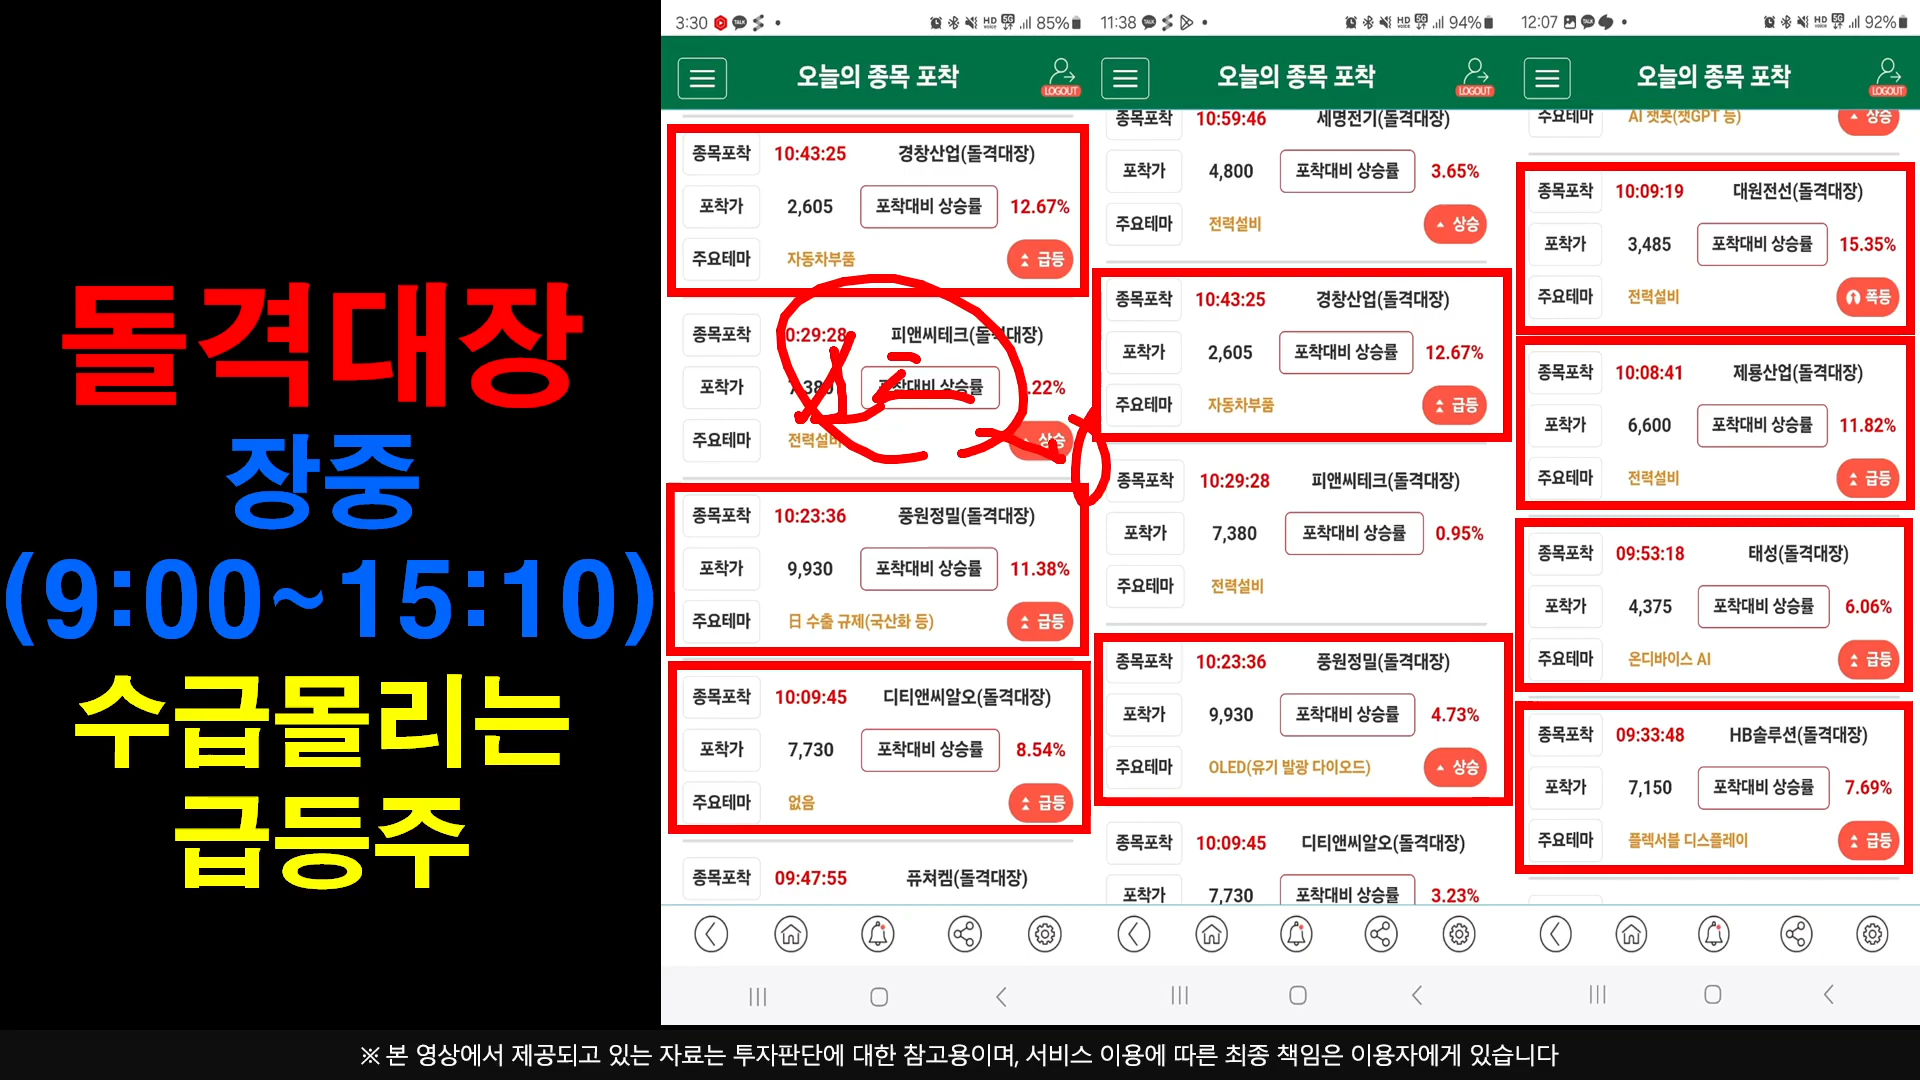 돌격대장
장중
(9:00~15:10)
수급몰리는
급등주
3:30 85%
오늘의 종목 포착
LOGOUT
종목포착 10:43:25 경창산업(돌격대장)
포착가 2,605 포착대비 상승률 12.67%
주요테마 자동차부품 급등
종목포착 0:29:28 피앤씨테크(돌격대장)
포착가 7,380 포착대비 상승률 .22%
주요테마 전력설비 상승
종목포착 10:23:36 풍원정밀(돌격대장)
포착가 9,930 포착대비 상승률 11.38%
주요테마 日 수출 규제(국산화 등) 급등
종목포착 10:09:45 디티앤씨알오(돌격대장)
포착가 7,730 포착대비 상승률 8.54%
주요테마 없음 급등
종목포착 09:47:55 퓨쳐켐(돌격대장)
11:38 94%
오늘의 종목 포착
LOGOUT
종목포착 10:59:46 세명전기(돌격대장)
포착가 4,800 포착대비 상승률 3.65%
주요테마 전력설비 상승
종목포착 10:43:25 경창산업(돌격대장)
포착가 2,605 포착대비 상승률 12.67%
주요테마 자동차부품 급등
종목포착 10:29:28 피앤씨테크(돌격대장)
포착가 7,380 포착대비 상승률 0.95%
주요테마 전력설비
종목포착 10:23:36 풍원정밀(돌격대장)
포착가 9,930 포착대비 상승률 4.73%
주요테마 OLED(유기 발광 다이오드) 상승
종목포착 10:09:45 디티앤씨알오(돌격대장)
포착가 7,730 포착대비 상승률 3.23%
12:07 92%
오늘의 종목 포착
LOGOUT
주요테마 AI 챗봇(챗GPT 등) 상승
종목포착 10:09:19 대원전선(돌격대장)
포착가 3,485 포착대비 상승률 15.35%
주요테마 전력설비 폭등
종목포착 10:08:41 제룡산업(돌격대장)
포착가 6,600 포착대비 상승률 11.82%
주요테마 전력설비 급등
종목포착 09:53:18 태성(돌격대장)
포착가 4,375 포착대비 상승률 6.06%
주요테마 온디바이스 AI 급등
종목포착 09:33:48 HB솔루션(돌격대장)
포착가 7,150 포착대비 상승률 7.69%
주요테마 플렉서블 디스플레이 급등
※ 본 영상에서 제공되고 있는 자료는 투자판단에 대한 참고용이며, 서비스 이용에 따른 최종 책임은 이용자에게 있습니다